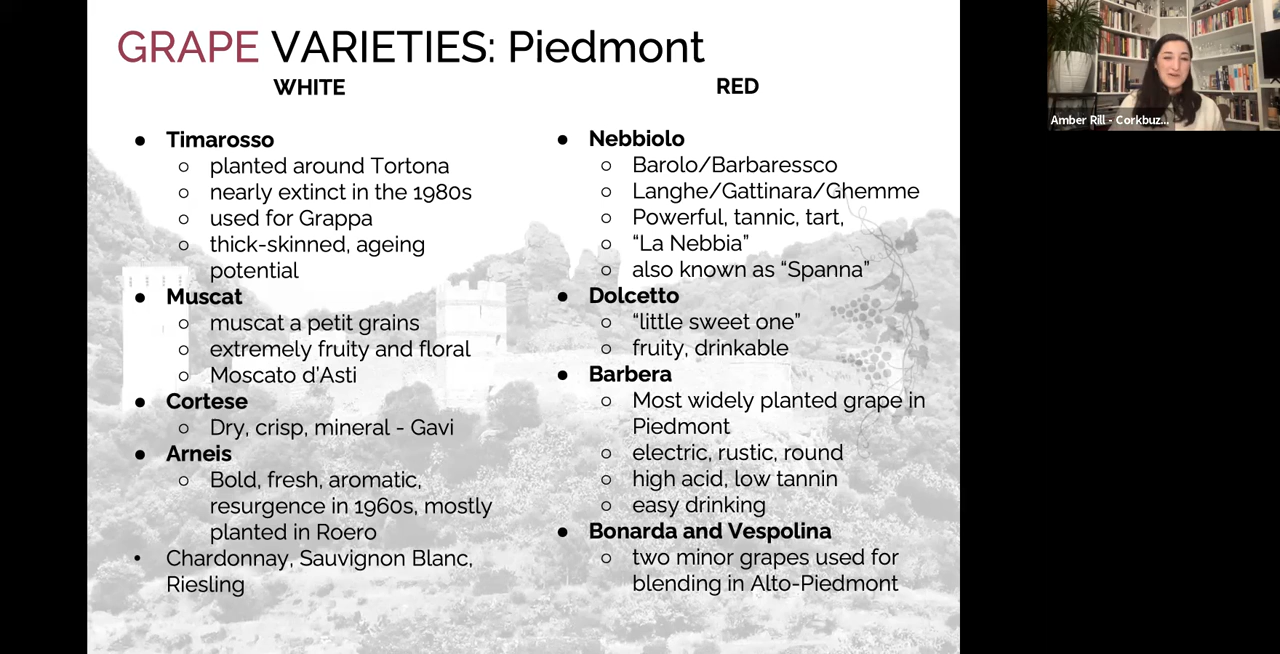 GRAPE VARIETIES: Piedmont
WHITE
Timarosso
planted around Tortona
nearly extinct in the 1980s
used for Grappa
thick-skinned, ageing
potential
Muscat
muscat a petit grains
extremely fruity and floral
Moscato d'Asti
Cortese
Dry, crisp, mineral - Gavi
Arneis
Bold, fresh, aromatic,
resurgence in 1960s, mostly
planted in Roero
Chardonnay, Sauvignon Blanc,
Riesling
RED
Nebbiolo
Barolo/Barbaressco
Langhe/Gattinara/Ghemme
Powerful, tannic, tart,
“La Nebbia”
also known as “Spanna”
Dolcetto
“little sweet one”
fruity, drinkable
Barbera
Most widely planted grape in
Piedmont
electric, rustic, round
high acid, low tannin
easy drinking
Bonarda and Vespolina
two minor grapes used for
blending in Alto-Piedmont
Amber Rill - Corkbuz...